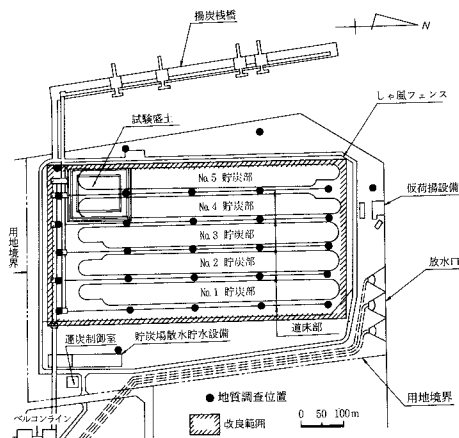 揚炭桟橋
N
しゃ風フェンス
試験盛土
No.5 貯炭部
No.4 貯炭部
No.3 貯炭部
No.2 貯炭部
No.1 貯炭部
仮荷揚設備
用地境界
放水口
道床部
運炭制御室
貯炭場散水貯水設備
用地境界
ベルコンライン
地質調査位置
改良範囲
0 50 100m